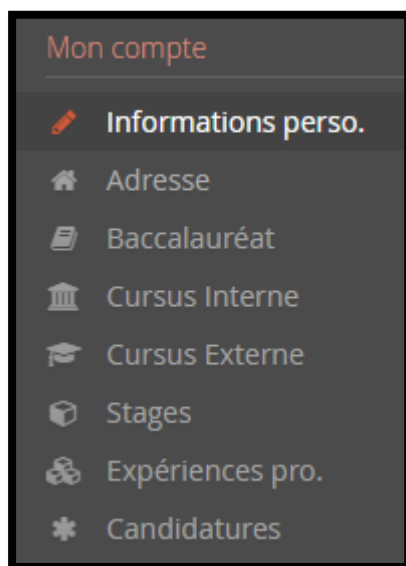 Mon compte
Informations perso.
Adresse
Baccalauréat
Cursus Interne
Cursus Externe
Stages
Expériences pro.
Candidatures